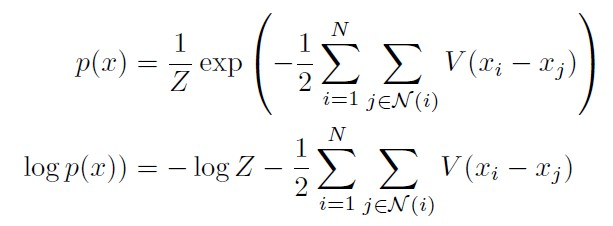 p(x) = \frac{1}{Z} \exp \left( -\frac{1}{2} \sum_{i=1}^{N} \sum_{j \in \mathcal{N}(i)} V(x_i - x_j) \right)
\log p(x)) = - \log Z - \frac{1}{2} \sum_{i=1}^{N} \sum_{j \in \mathcal{N}(i)} V(x_i - x_j)